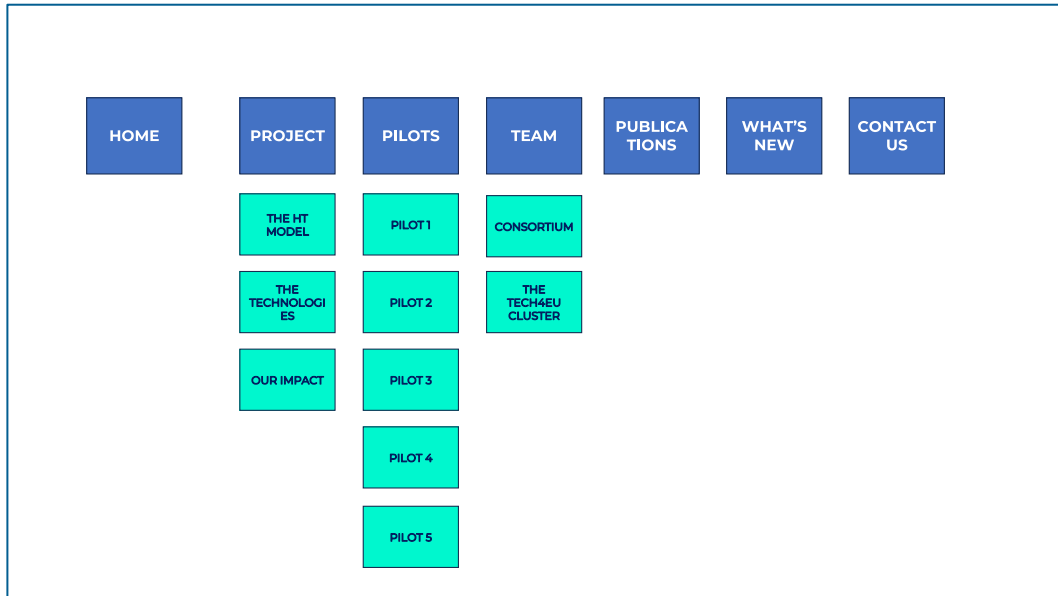 HOME
PROJECT
PILOTS
TEAM
PUBLICA
TIONS
WHAT'S
NEW
CONTACT
US
THE HT
MODEL
PILOT 1
CONSORTIUM
THE
TECHNOLOGI
ES
PILOT 2
THE
TECH4EU
CLUSTER
OUR IMPACT
PILOT 3
PILOT 4
PILOT 5